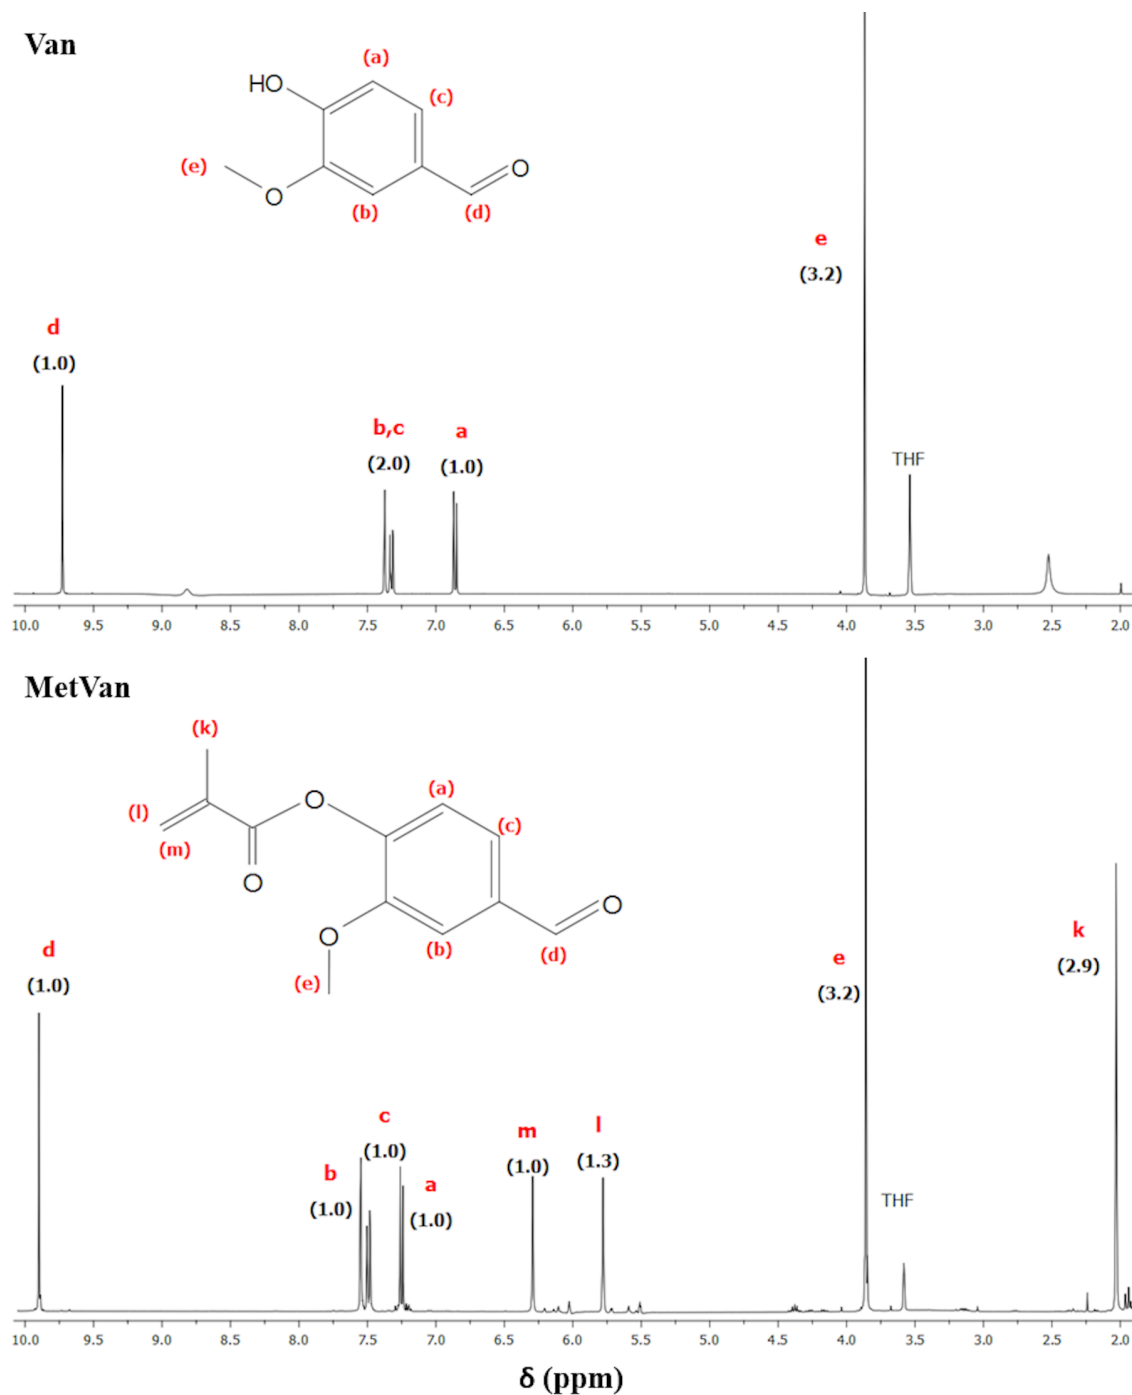 Van
(a)
HO
(c)
(e)
O
O
(b)
(d)
e
(3.2)
d
(1.0)
b,c
(2.0)
a
(1.0)
THF
10.0 9.5 9.0 8.5 8.0 7.5 7.0 6.5 6.0 5.5 5.0 4.5 4.0 3.5 3.0 2.5 2.0
MetVan
(k)
(l)
O
(a)
(m)
(c)
O
O
O
(b)
(d)
(e)
d
(1.0)
k
(2.9)
e
(3.2)
c
(1.0)
b
(1.0)
a
(1.0)
m
(1.0)
l
(1.3)
THF
10.0 9.5 9.0 8.5 8.0 7.5 7.0 6.5 6.0 5.5 5.0 4.5 4.0 3.5 3.0 2.5 2.0
δ (ppm)